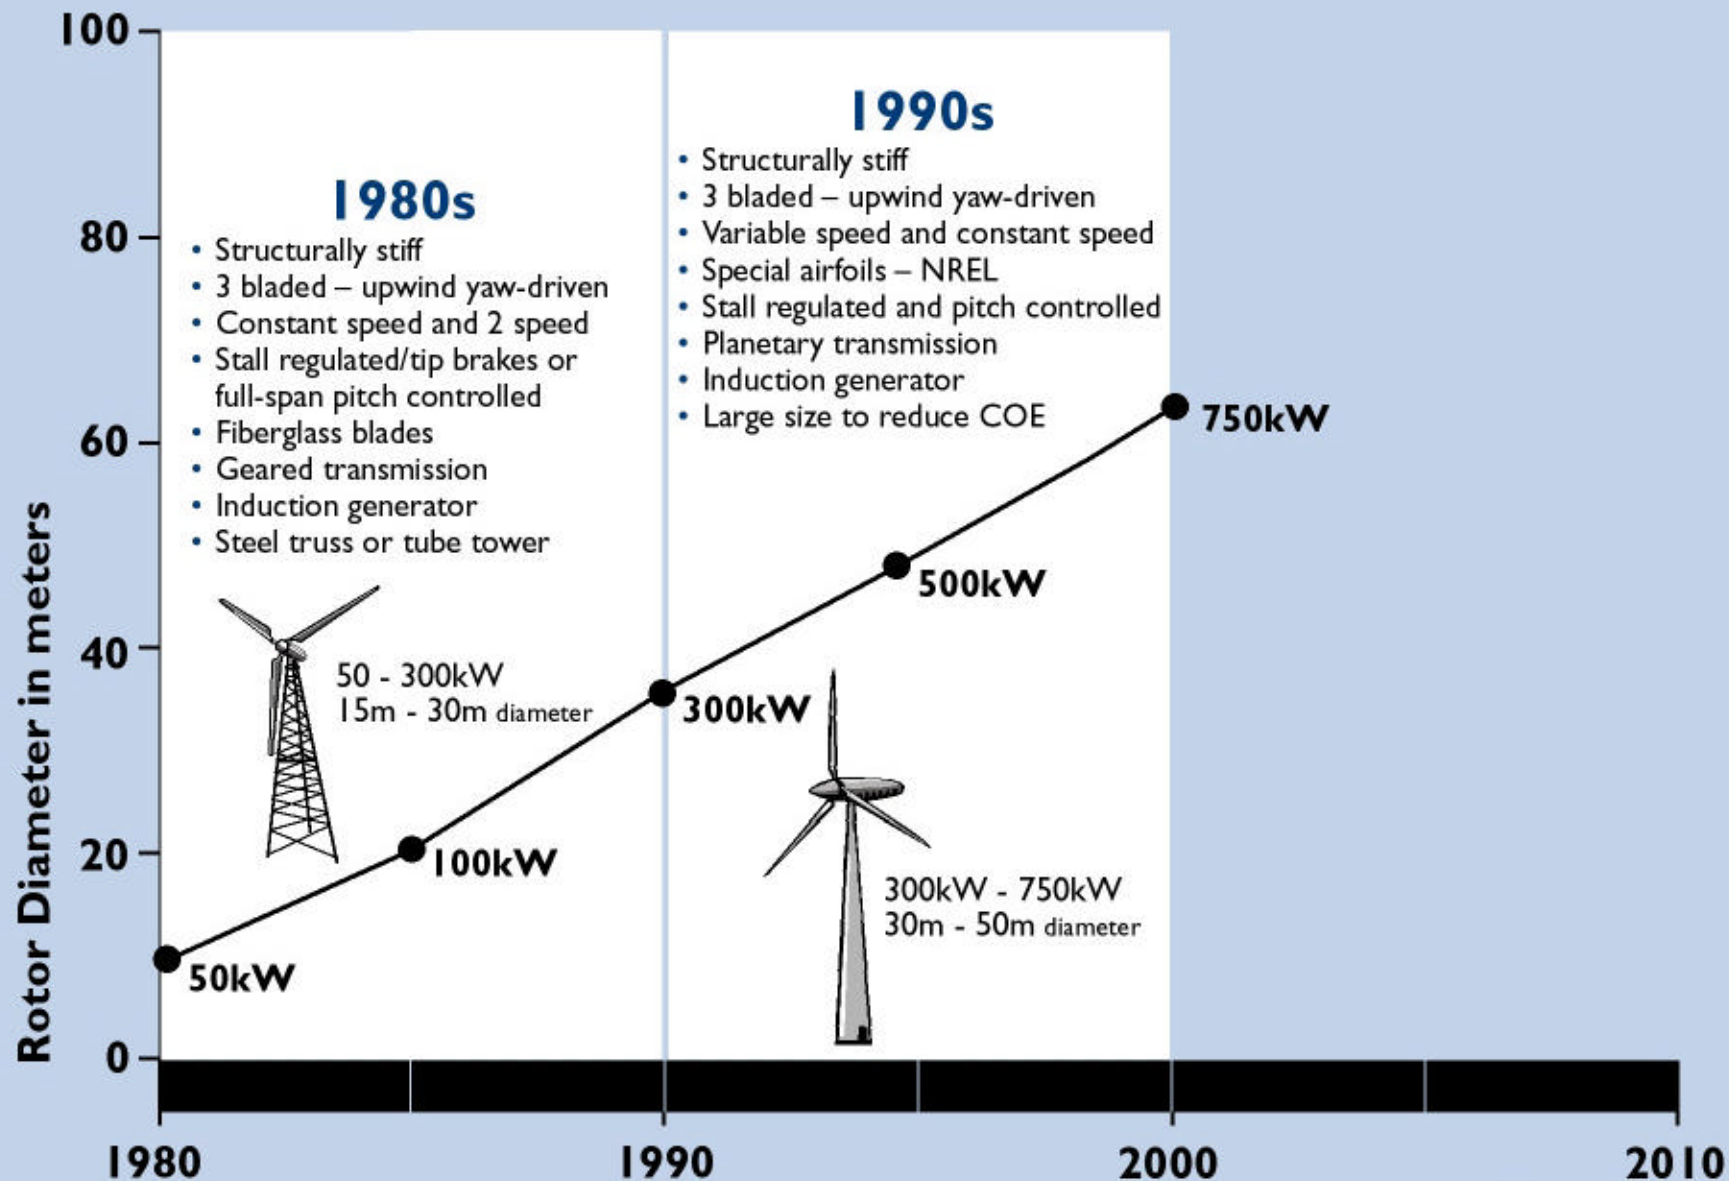 100
80
60
40
20
0
Rotor Diameter in meters
1980s
• Structurally stiff
• 3 bladed – upwind yaw-driven
• Constant speed and 2 speed
• Stall regulated/tip brakes or
full-span pitch controlled
• Fiberglass blades
• Geared transmission
• Induction generator
• Steel truss or tube tower
50 - 300kW
15m - 30m diameter
1990s
• Structurally stiff
• 3 bladed – upwind yaw-driven
• Variable speed and constant speed
• Special airfoils – NREL
• Stall regulated and pitch controlled
• Planetary transmission
• Induction generator
• Large size to reduce COE
300kW - 750kW
30m - 50m diameter
50kW
100kW
300kW
500kW
750kW
1980
1990
2000
2010